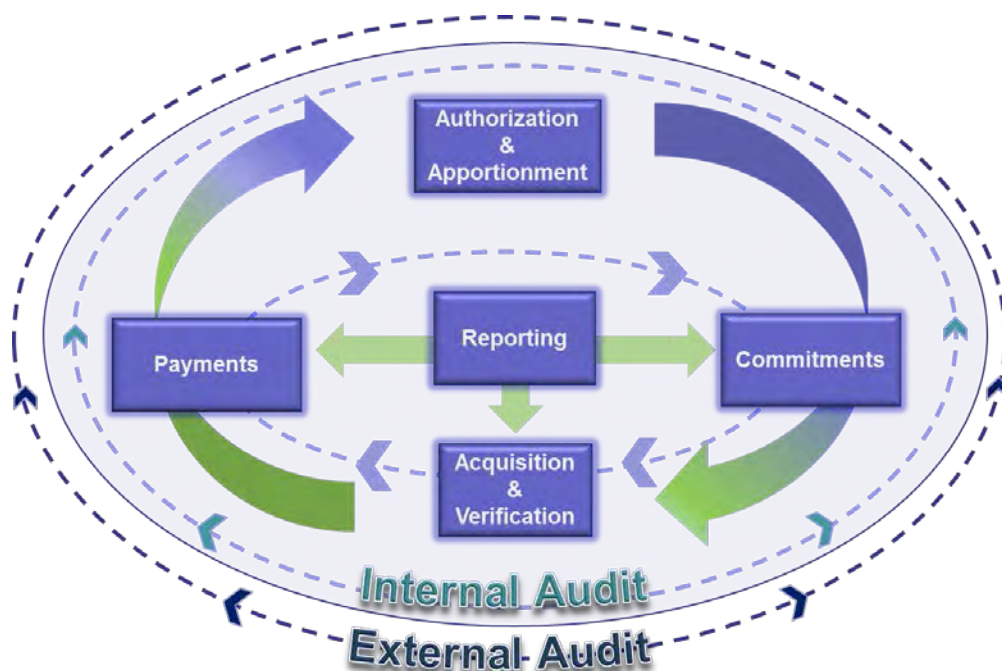 Authorization
&
Apportionment
Payments
Reporting
Commitments
Acquisition
&
Verification
Internal Audit
External Audit